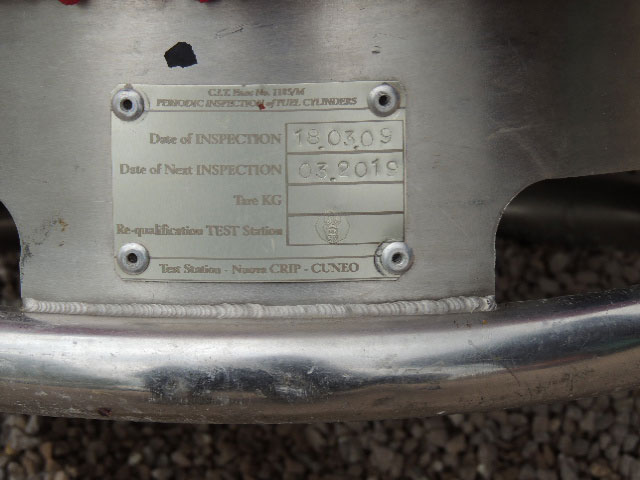 PERIODIC INSPECTION of FUEL CYLINDERS
Date of INSPECTION 18.03.09
Date of Next INSPECTION 03.2019
Tare KG
Re-qualification TEST Station
Test Station - Nuova CRIP - CUNEO